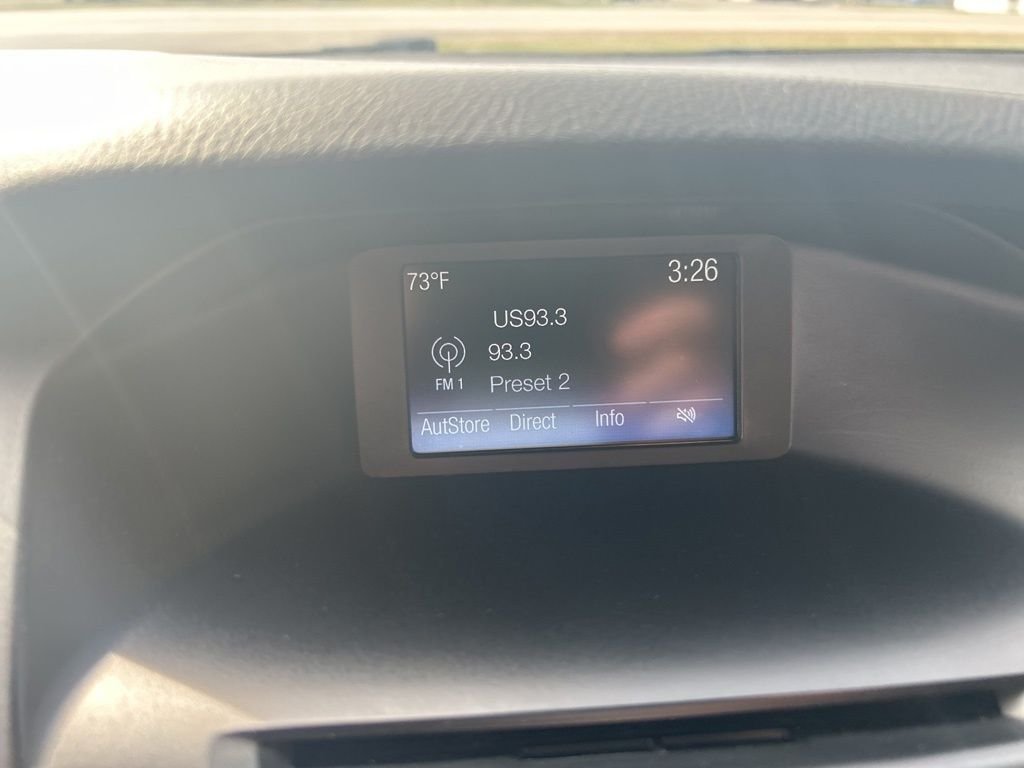 73°F 3:26
US93.3
93.3
FM 1 Preset 2
AutStore Direct Info